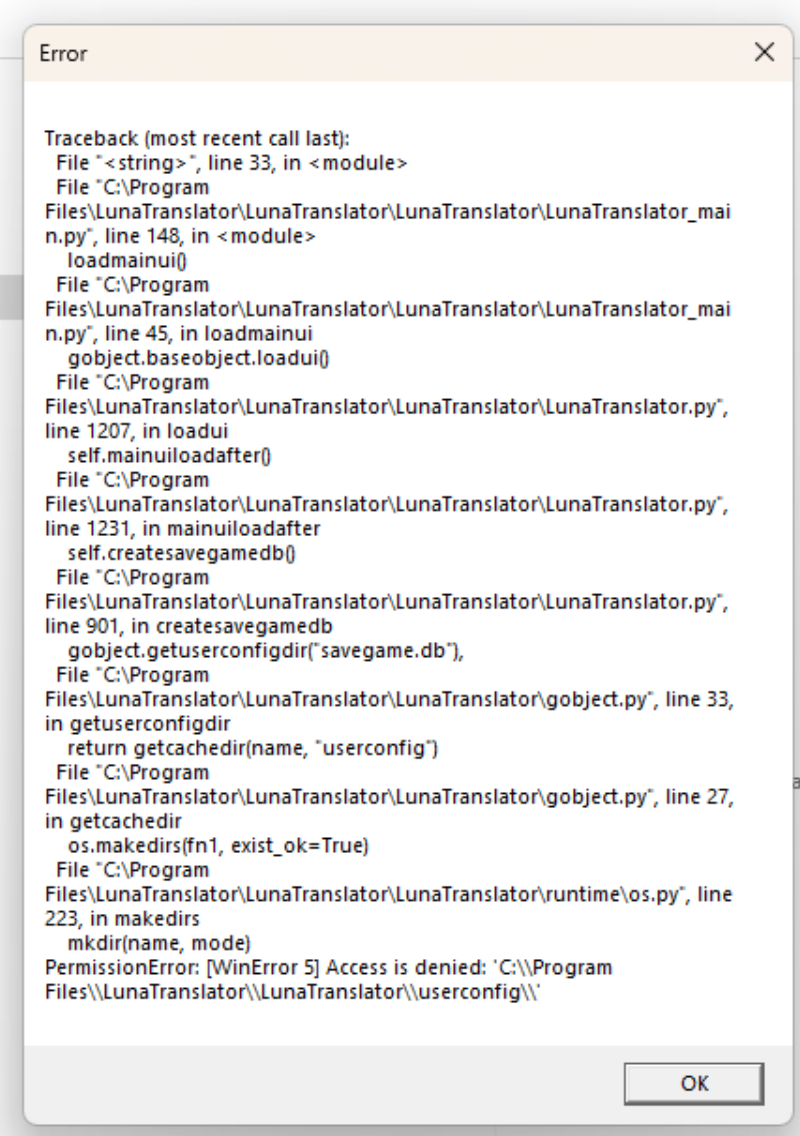 Error
Traceback (most recent call last):
File "<string>", line 33, in <module>
File "C:\Program
Files\LunaTranslator\LunaTranslator\LunaTranslator\LunaTranslator_mai
n.py", line 148, in <module>
loadmainui()
File "C:\Program
Files\LunaTranslator\LunaTranslator\LunaTranslator\LunaTranslator_mai
n.py", line 45, in loadmainui
gobject.baseobject.loadui()
File "C:\Program
Files\LunaTranslator\LunaTranslator\LunaTranslator\LunaTranslator.py",
line 1207, in loadui
self.mainuiloadafter()
File "C:\Program
Files\LunaTranslator\LunaTranslator\LunaTranslator\LunaTranslator.py",
line 1231, in mainuiloadafter
self.createsavegamedb()
File "C:\Program
Files\LunaTranslator\LunaTranslator\LunaTranslator\LunaTranslator.py",
line 901, in createsavegamedb
gobject.getuserconfigdir("savegame.db"),
File "C:\Program
Files\LunaTranslator\LunaTranslator\LunaTranslator\gobject.py", line 33,
in getuserconfigdir
return getcachedir(name, "userconfig")
File "C:\Program
Files\LunaTranslator\LunaTranslator\LunaTranslator\gobject.py", line 27,
in getcachedir
os.makedirs(fn1, exist_ok=True)
File "C:\Program
Files\LunaTranslator\LunaTranslator\LunaTranslator\runtime\os.py", line
223, in makedirs
mkdir(name, mode)
PermissionError: [WinError 5] Access is denied: 'C:\\Program
Files\\LunaTranslator\\LunaTranslator\\userconfig\\'
OK